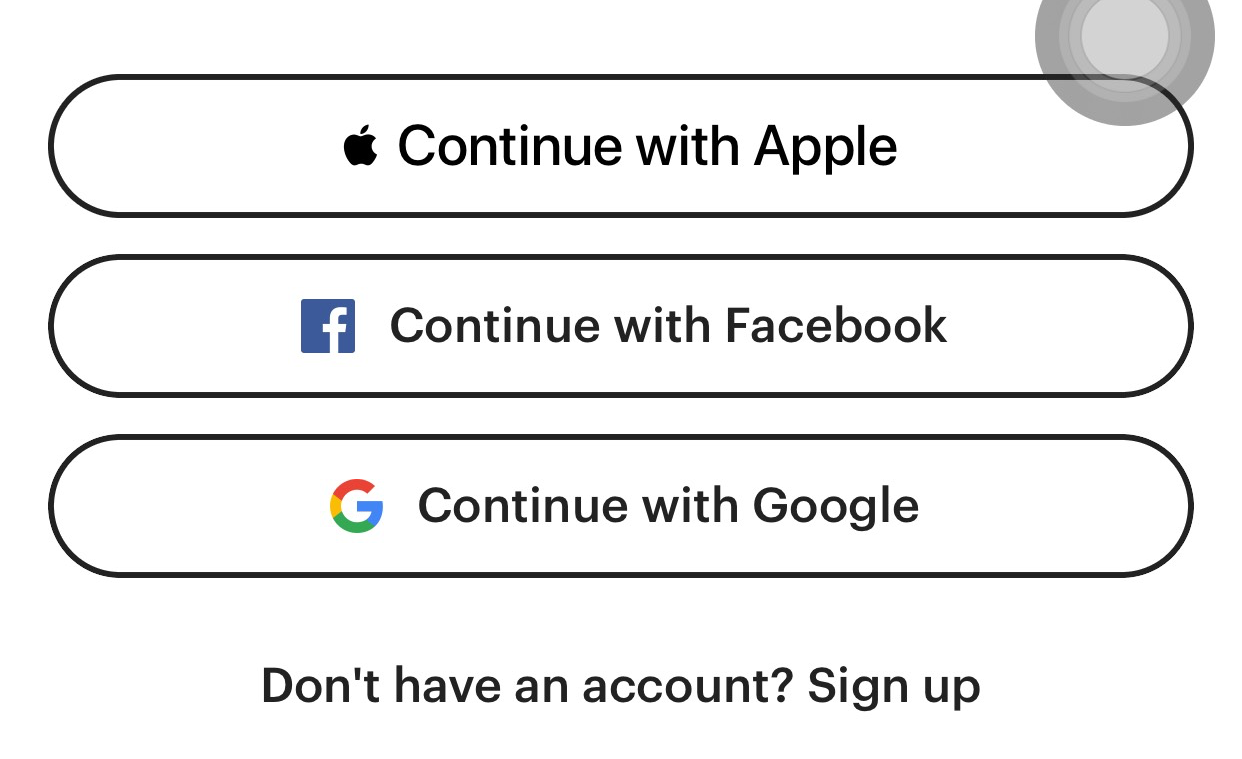 Continue with Apple
Continue with Facebook
Continue with Google
Don't have an account? Sign up